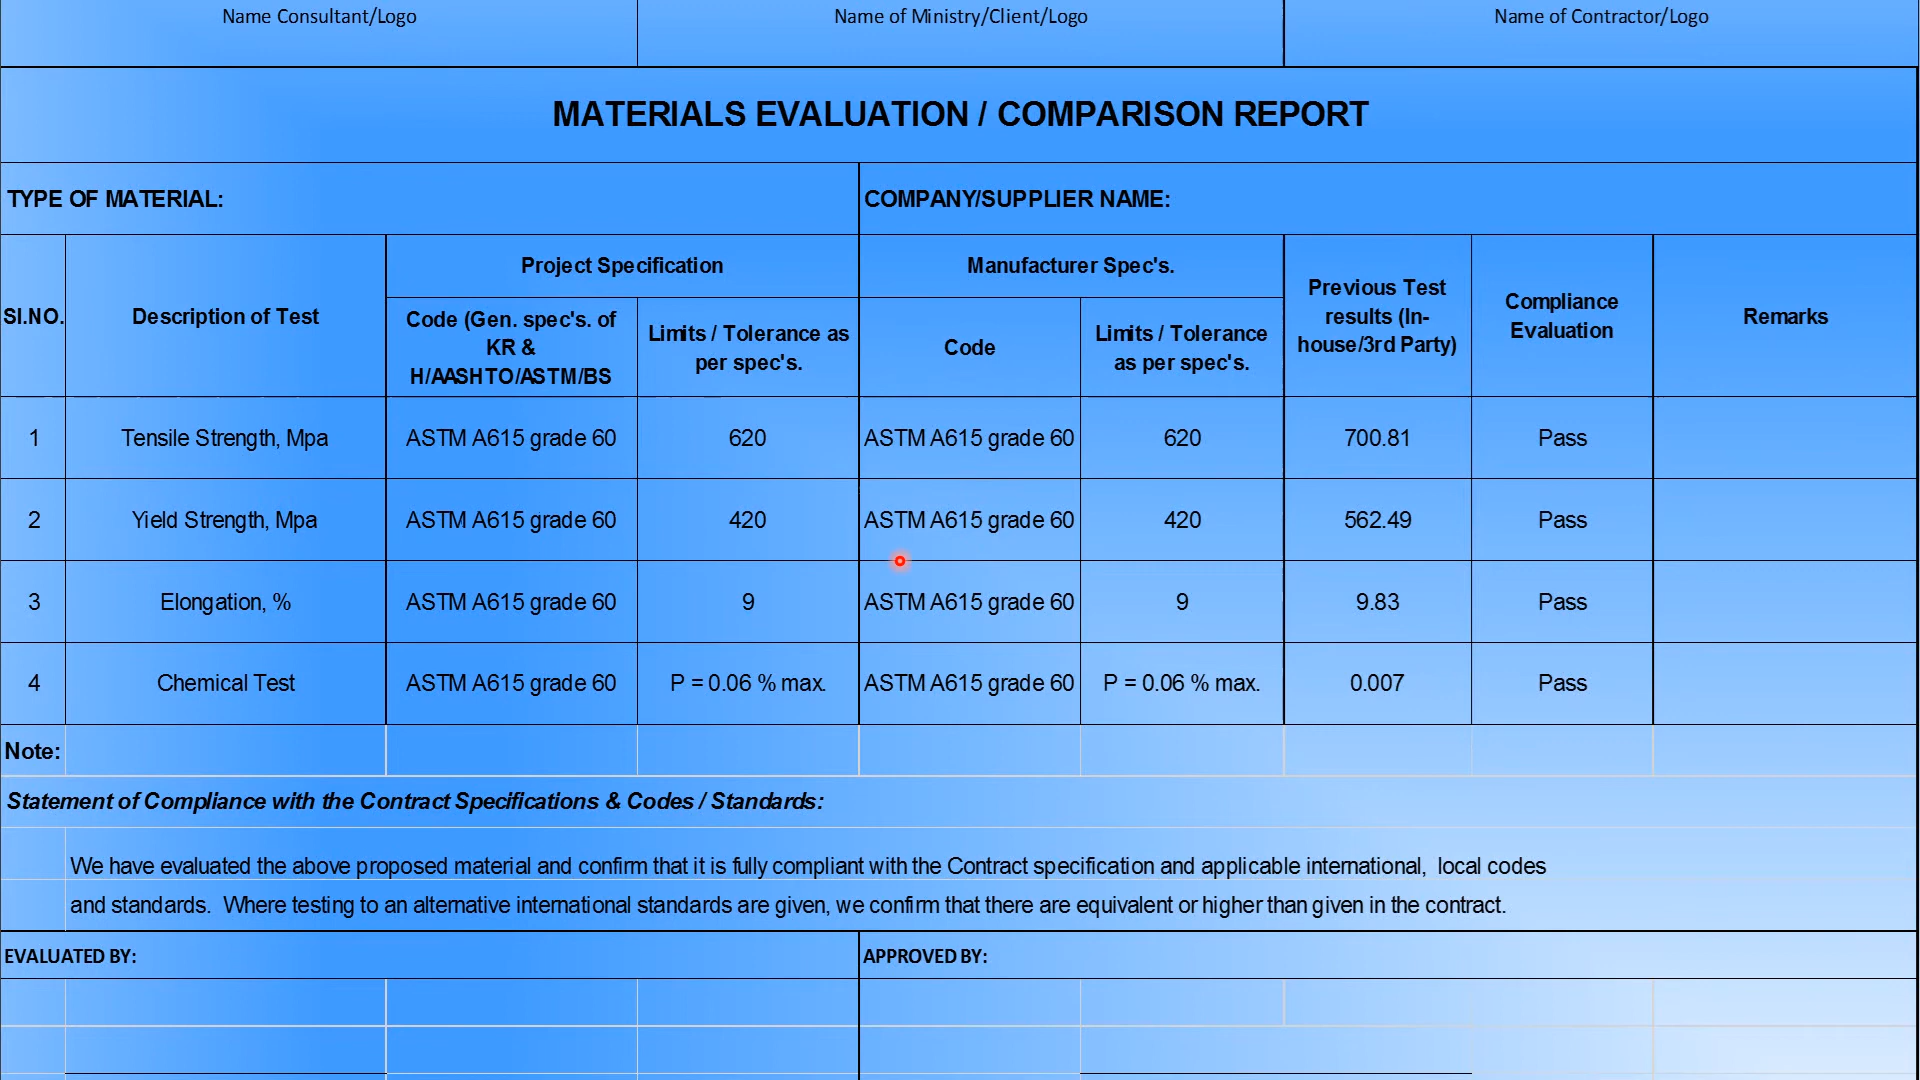 Name Consultant/Logo
Name of Ministry/Client/Logo
Name of Contractor/Logo
MATERIALS EVALUATION / COMPARISON REPORT
TYPE OF MATERIAL:
COMPANY/SUPPLIER NAME:
SI.NO.
Description of Test
Project Specification
Code (Gen. spec's. of
KR &
H/AASHTO/ASTM/BS
Limits / Tolerance as
per spec's.
Manufacturer Spec's.
Code
Limits / Tolerance
as per spec's.
Previous Test
results (In-
house/3rd Party)
Compliance
Evaluation
Remarks
1 Tensile Strength, Mpa ASTM A615 grade 60 620 ASTM A615 grade 60 620 700.81 Pass
2 Yield Strength, Mpa ASTM A615 grade 60 420 ASTM A615 grade 60 420 562.49 Pass
3 Elongation, % ASTM A615 grade 60 9 ASTM A615 grade 60 9 9.83 Pass
4 Chemical Test ASTM A615 grade 60 P = 0.06 % max. ASTM A615 grade 60 P = 0.06 % max. 0.007 Pass
Note:
Statement of Compliance with the Contract Specifications & Codes / Standards:
We have evaluated the above proposed material and confirm that it is fully compliant with the Contract specification and applicable international, local codes
and standards. Where testing to an alternative international standards are given, we confirm that there are equivalent or higher than given in the contract.
EVALUATED BY:
APPROVED BY: